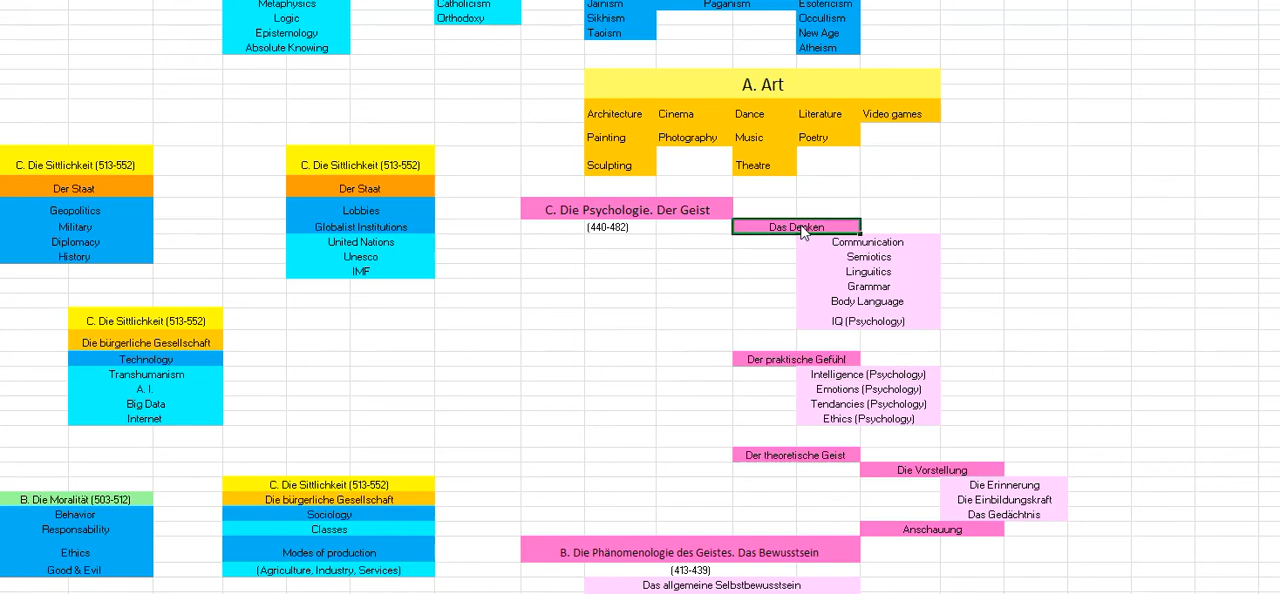 Metaphysics
Logic
Epistemology
Absolute Knowing
Catholicism
Orthodoxy
Jainism
Sikhism
Taoism
Paganism
Esotericism
Occultism
New Age
Atheism
A. Art
Architecture Cinema Dance Literature Video games
Painting Photography Music Poetry
Sculpting Theatre
C. Die Sittlichkeit (513-552)
Der Staat
Geopolitics
Military
Diplomacy
History
C. Die Sittlichkeit (513-552)
Der Staat
Lobbies
Globalist Institutions
United Nations
Unesco
IMF
C. Die Psychologie. Der Geist
(440-482)
Das Denken
Communication
Semiotics
Linguitics
Grammar
Body Language
IQ (Psychology)
C. Die Sittlichkeit (513-552)
Die bürgerliche Gesellschaft
Technology
Transhumanism
A. I.
Big Data
Internet
Der praktische Gefühl
Intelligence (Psychology)
Emotions (Psychology)
Tendancies (Psychology)
Ethics (Psychology)
Der theoretische Geist
Die Vorstellung
Die Erinnerung
Die Einbildungskraft
Das Gedächtnis
Anschauung
B. Die Moralität (503-512)
Behavior
Responsability
Ethics
Good & Evil
C. Die Sittlichkeit (513-552)
Die bürgerliche Gesellschaft
Sociology
Classes
Modes of production
(Agriculture, Industry, Services)
B. Die Phänomenologie des Geistes. Das Bewusstsein
(413-439)
Das allgemeine Selbstbewusstsein